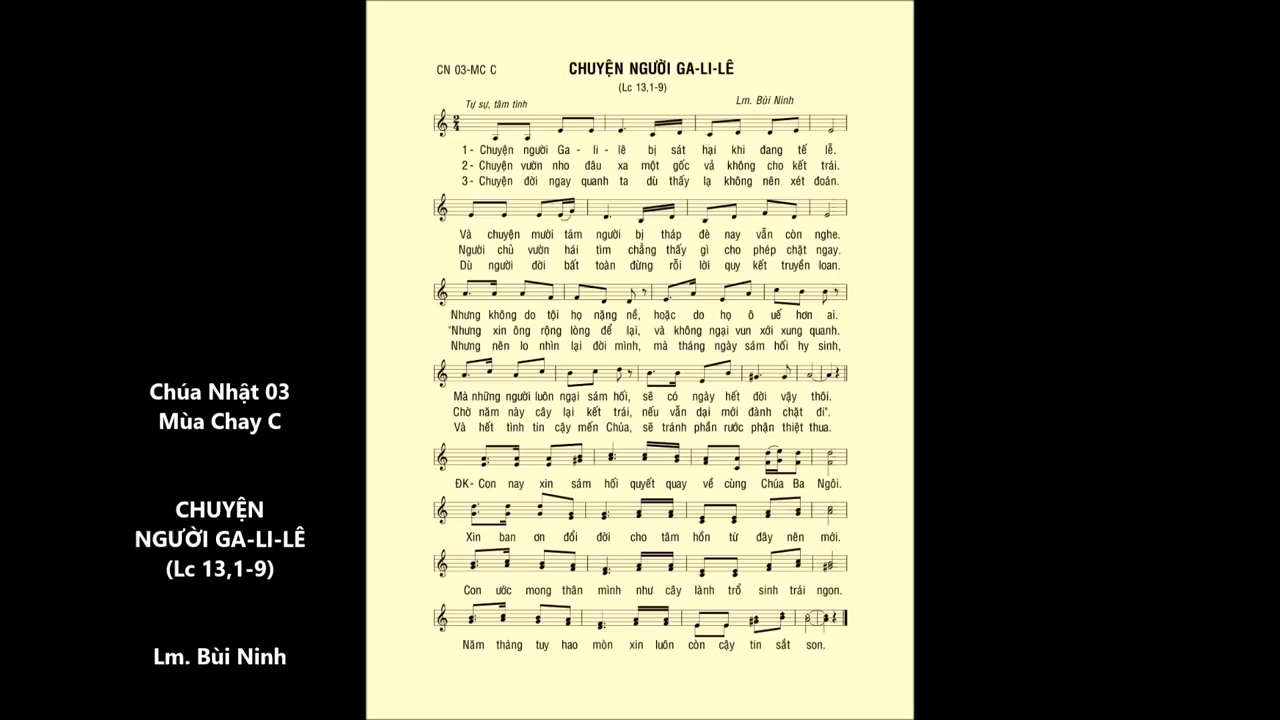 CN 03-MC C
CHUYỆN NGƯỜI GA-LI-LÊ
(Lc 13,1-9)
Tự sự, tâm tình
Lm. Bùi Ninh
2
4
1- Chuyện người Ga - li - lê bị sát hại khi đang tế lễ.
2- Chuyện vườn nho đâu xa một gốc vả không cho kết trái.
3- Chuyện đời ngay quanh ta dù thấy lạ không nên xét đoán.
Và chuyện mười tám người bị tháp đè nay vẫn còn nghe.
Người chủ vườn hái tìm chẳng thấy gì cho phép chặt ngay.
Dù người đời bất toàn đừng rỗi lời quy kết truyền loan.
Nhưng không do tội họ nặng nề, hoặc do họ ô uế hơn ai.
"Nhưng xin ông rộng lòng để lại, và không ngại vun xới xung quanh.
Nhưng nên lo nhìn lại đời mình, mà tháng ngày sám hối hy sinh,
Mà những người luôn ngại sám hối, sẽ có ngày hết đời vậy thôi.
Chờ năm này cây lại kết trái, nếu vẫn dại mới đành chặt đi".
Và hết tình tin cậy mến Chúa, sẽ tránh phần rước phận thiệt thua.
ĐK- Con nay xin sám hối quyết quay về cùng Chúa Ba Ngôi.
Xin ban ơn đổi đời cho tâm hồn từ đây nên mới.
Con ước mong thân mình như cây lành trổ sinh trái ngon.
Năm tháng tuy hao mòn xin luôn còn cậy tin sắt son.
Chúa Nhật 03
Mùa Chay C
CHUYỆN
NGƯỜI GA-LI-LÊ
(Lc 13,1-9)
Lm. Bùi Ninh